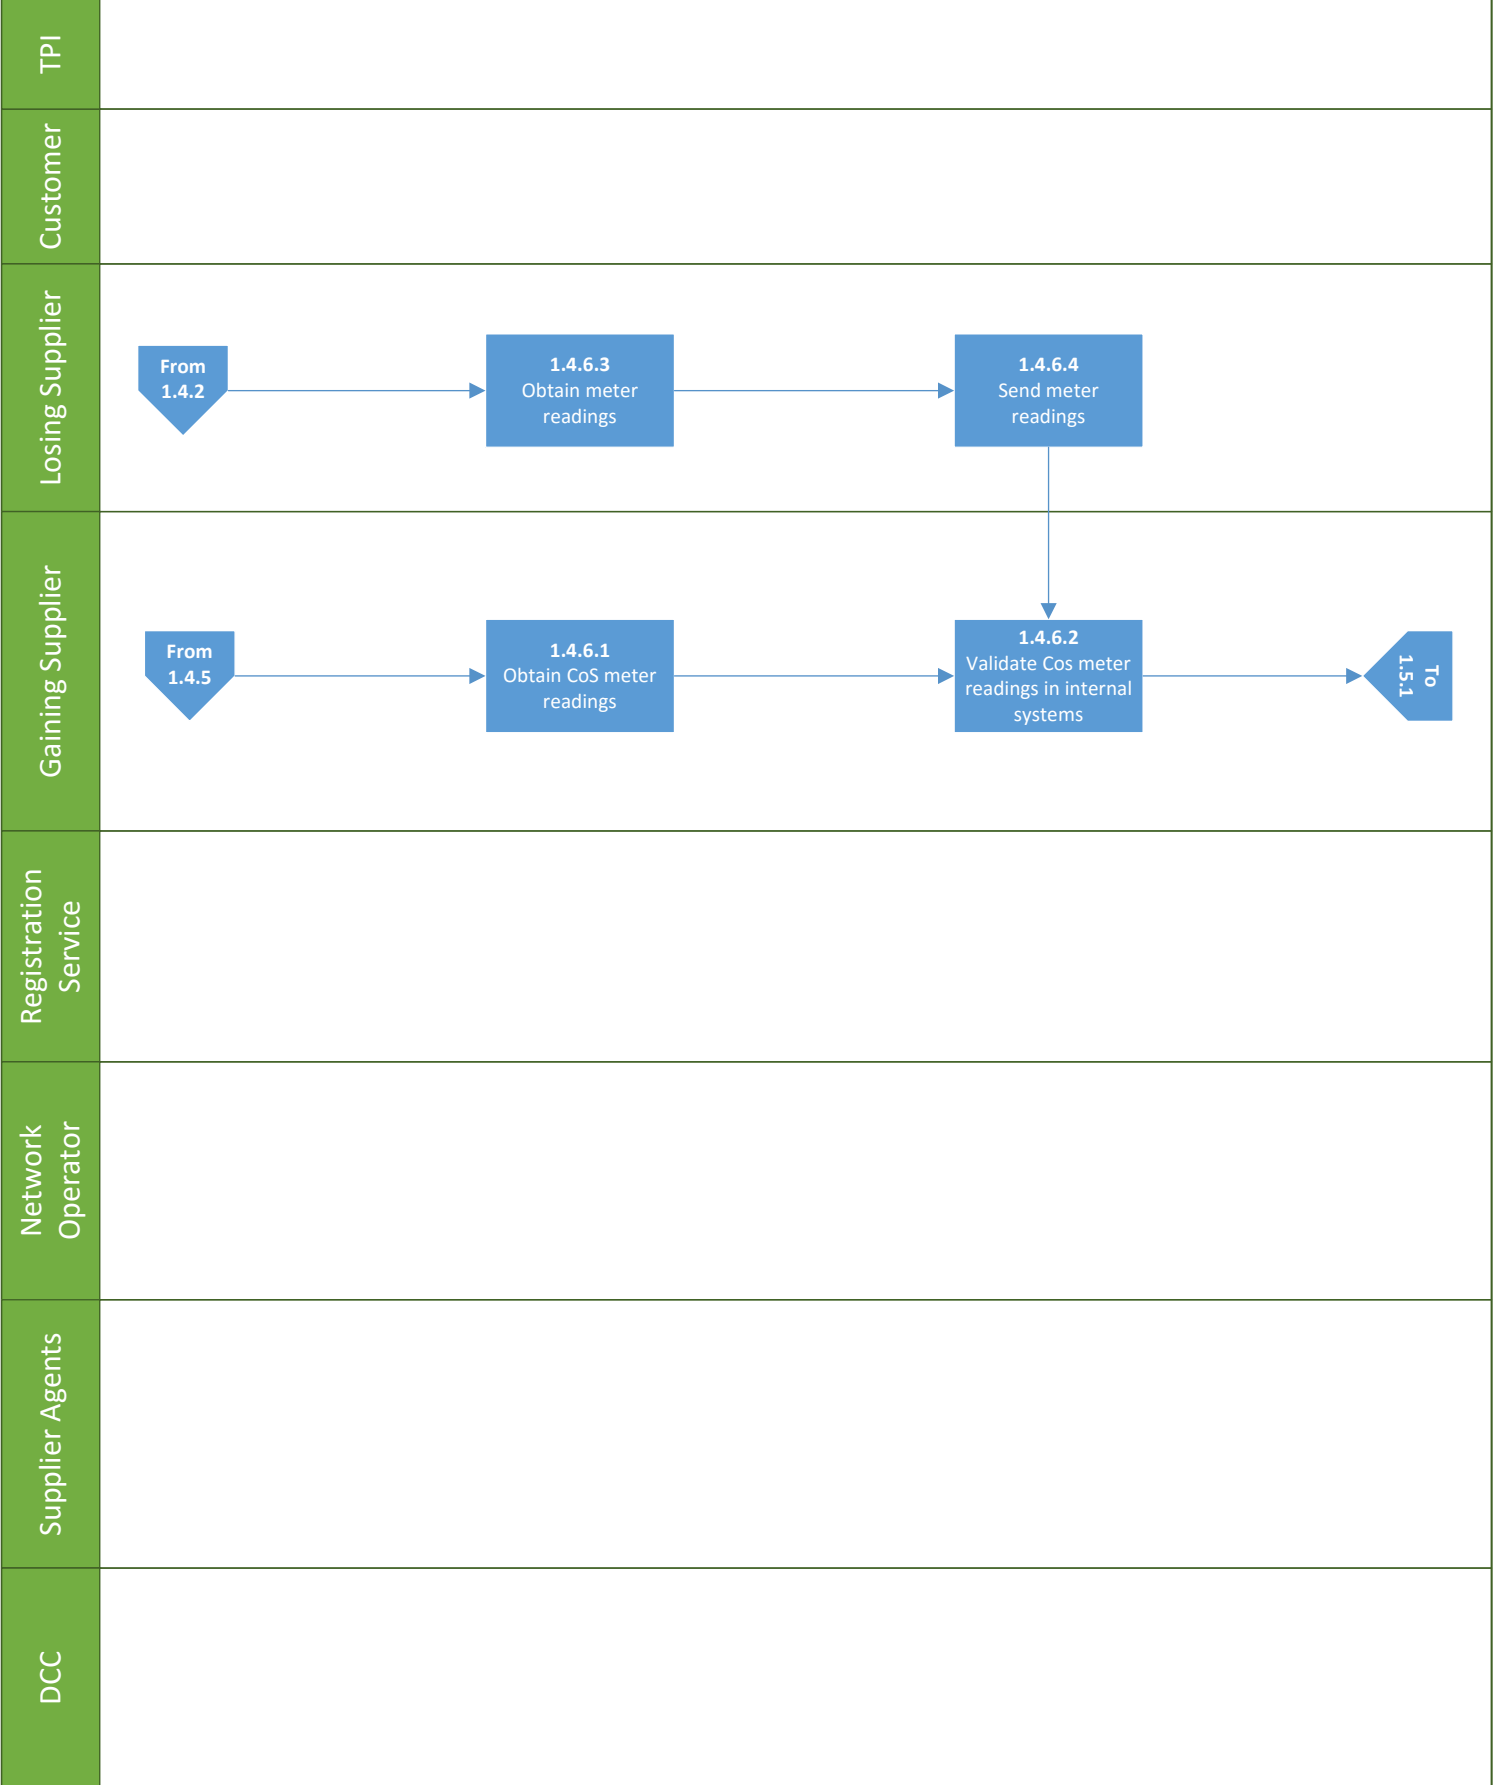 TPI
Customer
Losing Supplier
From
1.4.2
1.4.6.3
Obtain meter
readings
1.4.6.4
Send meter
readings
Gaining Supplier
From
1.4.5
1.4.6.1
Obtain CoS meter
readings
1.4.6.2
Validate Cos meter
readings in internal
systems
To
1.5.1
Registration
Service
Network
Operator
Supplier Agents
DCC